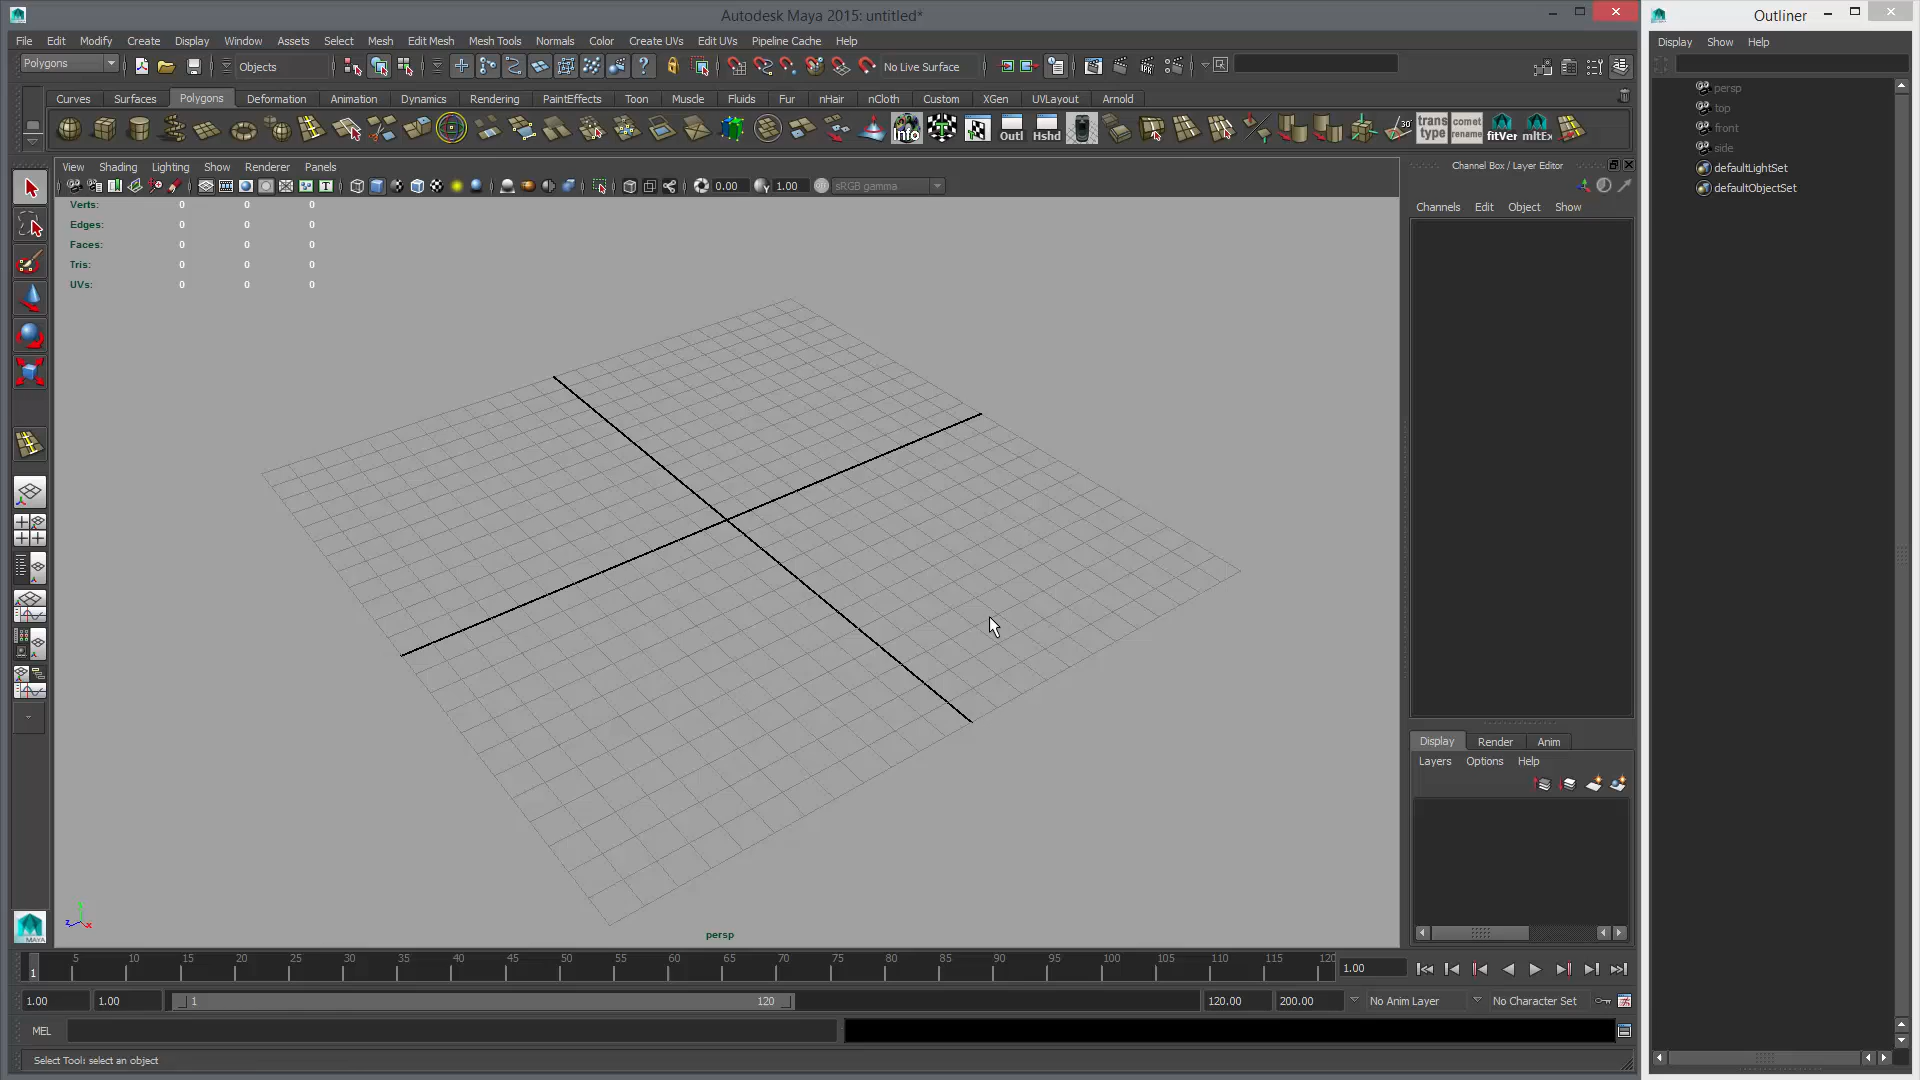 Autodesk Maya 2015: untitled*
File Edit Modify Create Display Window Assets Select Mesh Edit Mesh Mesh Tools Normals Color Create UVs Edit UVs Pipeline Cache Help
Polygons Objects No Live Surface
Curves Surfaces Polygons Deformation Animation Dynamics Rendering PaintEffects Toon Muscle Fluids Fur nHair nCloth Custom XGen UVLayout Arnold
Info Outl Hshd 30° trans type comet rename fitVer mltEx
View Shading Lighting Show Renderer Panels
0.00 1.00 sRGB gamma
Verts: 0 0 0
Edges: 0 0 0
Faces: 0 0 0
Tris: 0 0 0
UVs: 0 0 0
persp
Channel Box / Layer Editor
Channels Edit Object Show
Display Render Anim
Layers Options Help
1 5 10 15 20 25 30 35 40 45 50 55 60 65 70 75 80 85 90 95 100 105 110 115 120 1.00
1.00 1.00 1 120 120.00 200.00 No Anim Layer No Character Set
MEL
Select Tool: select an object
MAYA
Outliner
Display Show Help
persp
top
front
side
defaultLightSet
defaultObjectSet